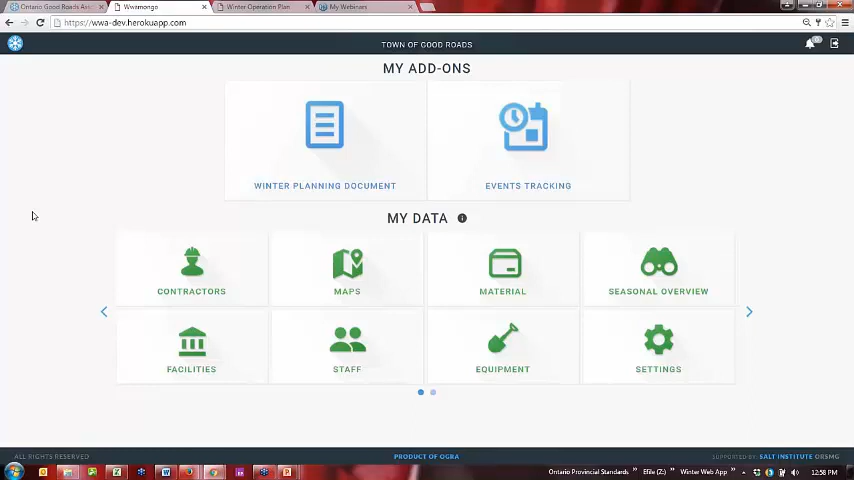 Ontario Good Roads Ass
Wwamongo
Winter Operation Plan
My Webinars
https://wwa-dev.herokuapp.com
TOWN OF GOOD ROADS
0
MY ADD-ONS
WINTER PLANNING DOCUMENT
EVENTS TRACKING
MY DATA
CONTRACTORS
MAPS
MATERIAL
SEASONAL OVERVIEW
FACILITIES
STAFF
EQUIPMENT
SETTINGS
ALL RIGHTS RESERVED
PRODUCT OF OGRA
SUPPORTED BY: SALT INSTITUTE ORSMG
Ontario Provincial Standards
Efile (Z:)
Winter Web App
12:58 PM